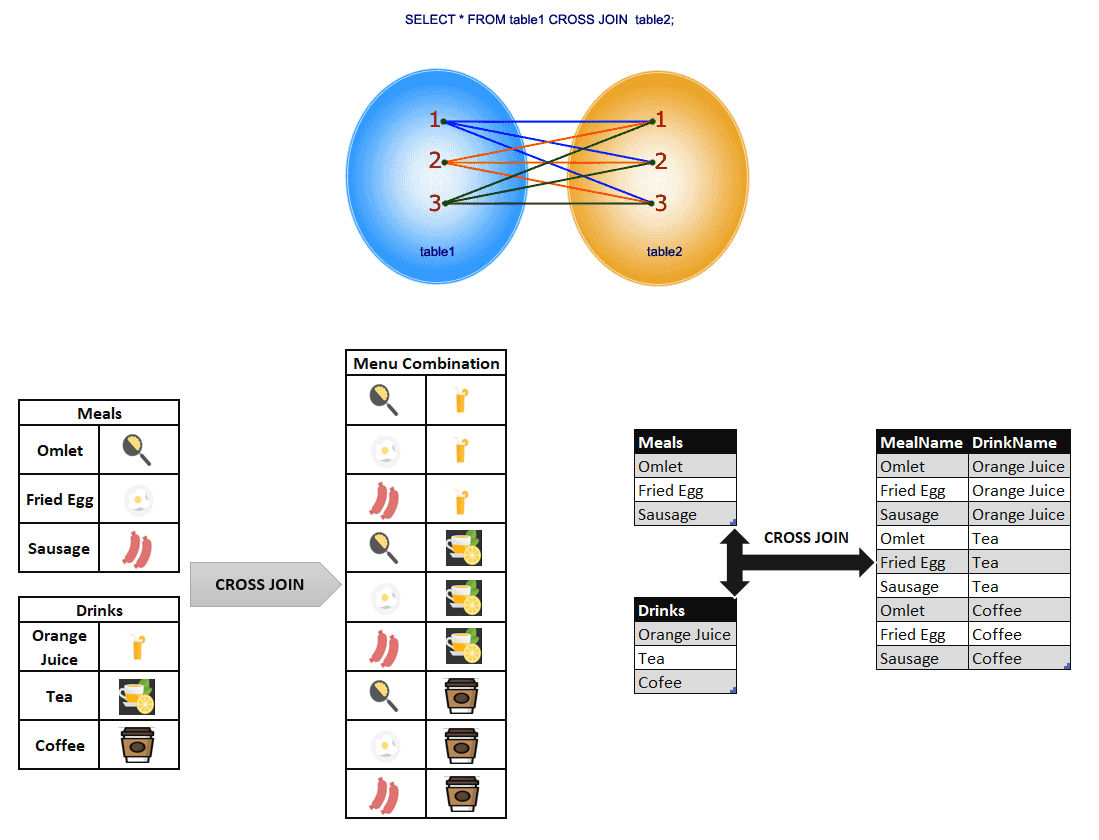 SELECT * FROM table1 CROSS JOIN  table2;
1 1
2 2
3 3
table1 table2
Meals
Omlet
Fried Egg
Sausage
Drinks
Orange
Juice
Tea
Coffee
CROSS JOIN
Menu Combination
Meals
Omlet
Fried Egg
Sausage
CROSS JOIN
Drinks
Orange Juice
Tea
Cofee
MealName DrinkName
Omlet Orange Juice
Fried Egg Orange Juice
Sausage Orange Juice
Omlet Tea
Fried Egg Tea
Sausage Tea
Omlet Coffee
Fried Egg Coffee
Sausage Coffee